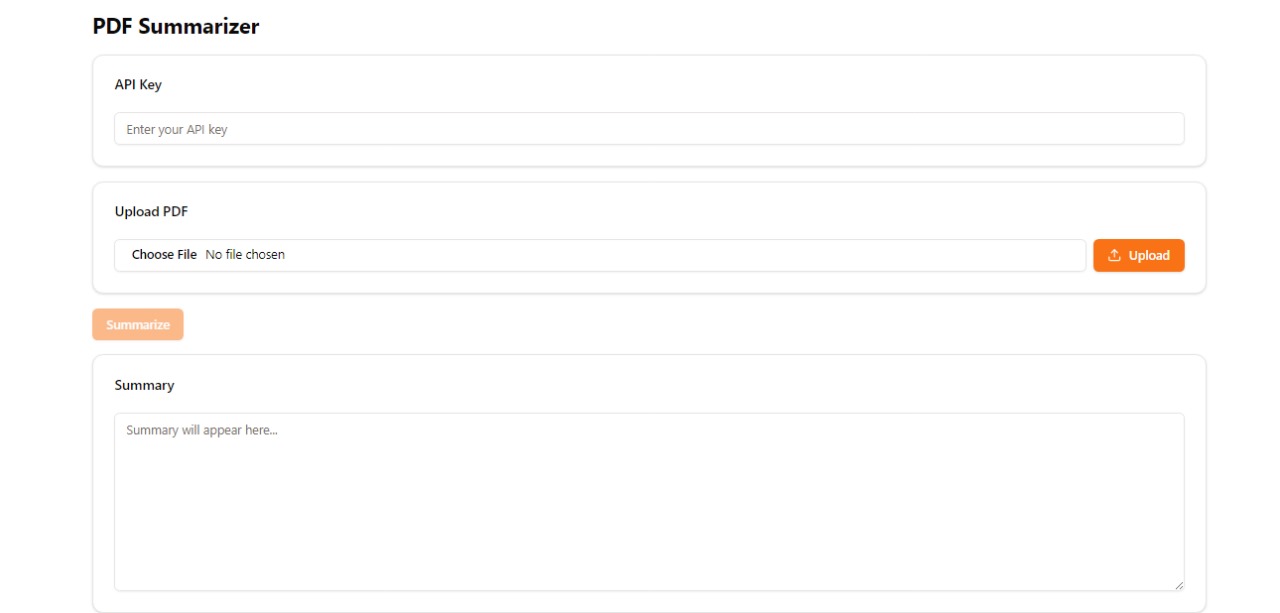 PDF Summarizer
API Key
Enter your API key
Upload PDF
Choose File No file chosen
Upload
Summarize
Summary
Summary will appear here...